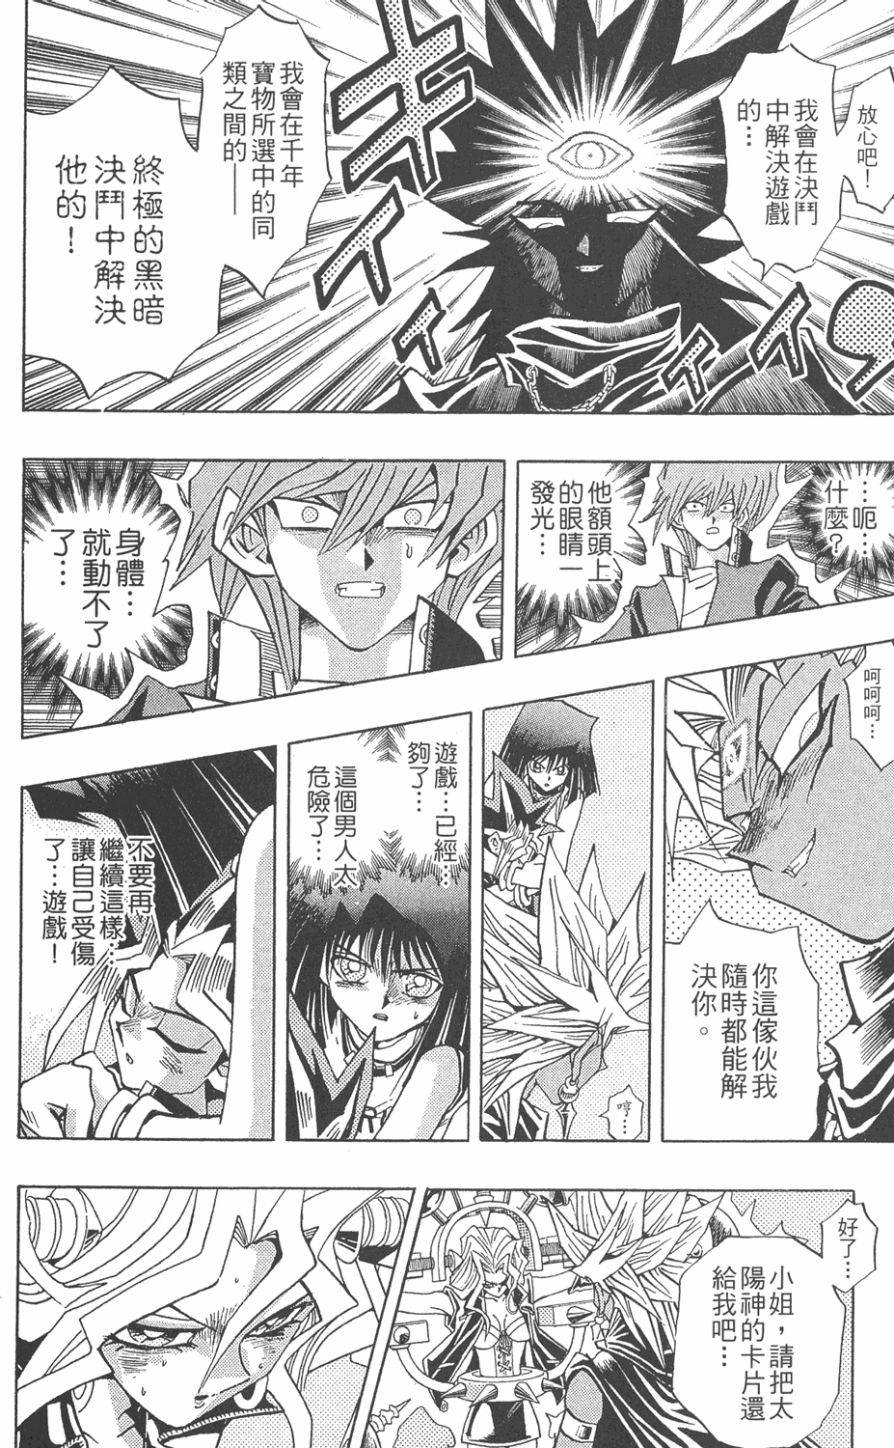 放心吧！
我會在決鬥
中解決遊戲
的…
我會在千年
寶物所選中的同
類之間的——
終極的黑暗
決鬥中解決
他的！
…呃…
什麼？
他額頭上
的眼睛一
發光…
身體…
就動不了
了…
呵呵呵…
你這傢伙我
隨時都能解
決你。
哼…
遊戲…已經…
夠了…
這個男人太
危險了…
不要再
繼續這樣…
讓自己受傷
了…遊戲！
好了…
小姐，請把太
陽神的卡片還
給我吧…